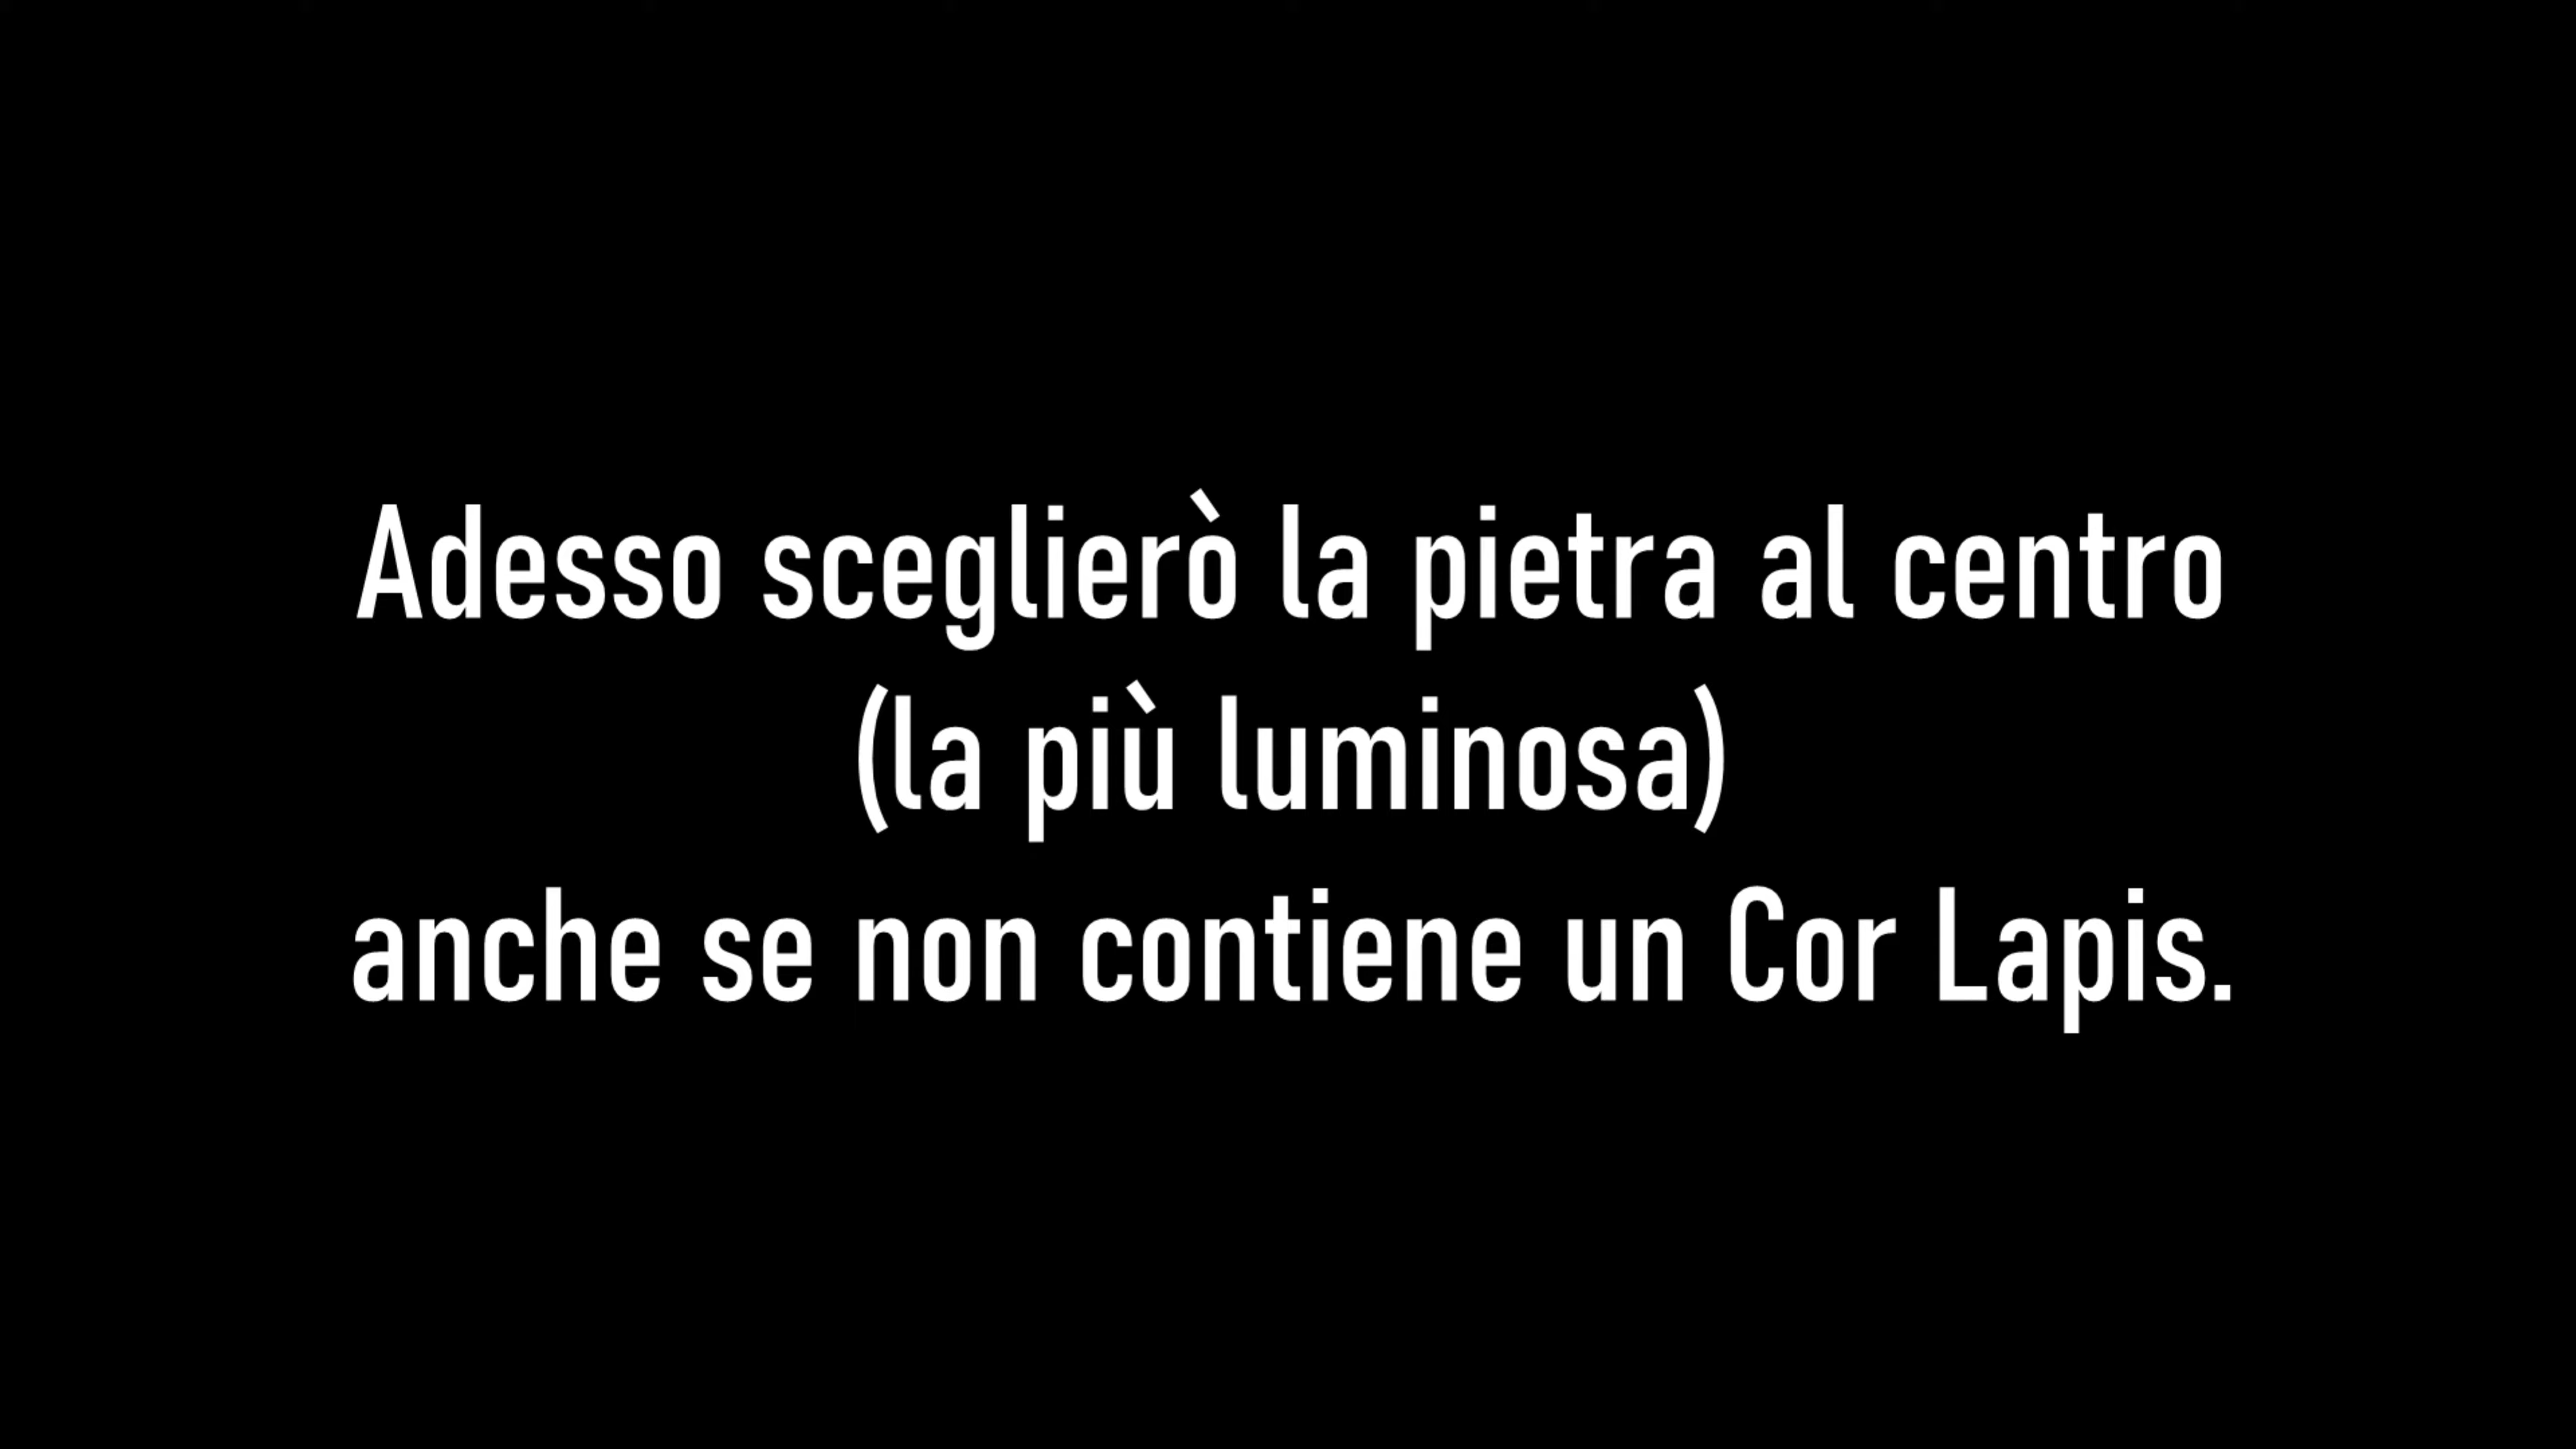 Adesso sceglierò la pietra al centro
(la più luminosa)
anche se non contiene un Cor Lapis.